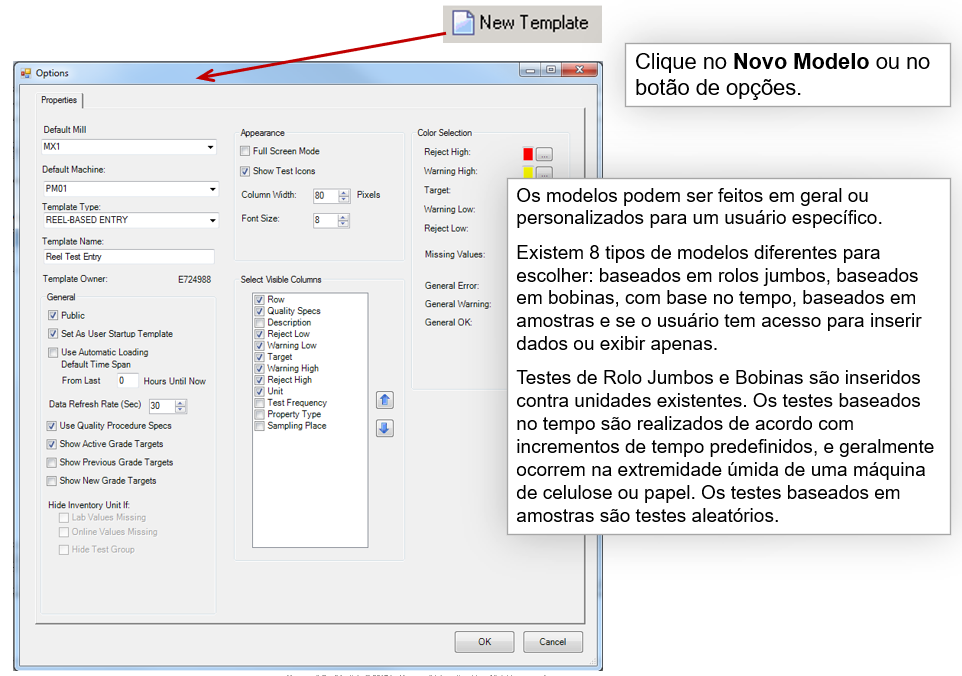 New Template
Clique no Novo Modelo ou no
botão de opções.
Options
Properties
Default Mill
MX1
Default Machine:
PM01
Template Type:
REEL-BASED ENTRY
Template Name:
Reel Test Entry
Template Owner: E724988
General
Public
Set As User Startup Template
Use Automatic Loading
Default Time Span
From Last 0 Hours Until Now
Data Refresh Rate (Sec) 30
Use Quality Procedure Specs
Show Active Grade Targets
Show Previous Grade Targets
Show New Grade Targets
Hide Inventory Unit If:
Lab Values Missing
Online Values Missing
Hide Test Group
Appearance
Full Screen Mode
Show Test Icons
Column Width: 80 Pixels
Font Size: 8
Select Visible Columns
Row
Quality Specs
Description
Reject Low
Warning Low
Target
Warning High
Reject High
Unit
Test Frequency
Property Type
Sampling Place
Color Selection
Reject High: ...
Warning High: ...
Target:
Warning Low:
Reject Low:
Missing Values:
General Error:
General Warning:
General OK:
Os modelos podem ser feitos em geral ou
personalizados para um usuário específico.
Existem 8 tipos de modelos diferentes para
escolher: baseados em rolos jumbos, baseados
em bobinas, com base no tempo, baseados em
amostras e se o usuário tem acesso para inserir
dados ou exibir apenas.
Testes de Rolo Jumbos e Bobinas são inseridos
contra unidades existentes. Os testes baseados
no tempo são realizados de acordo com
incrementos de tempo predefinidos, e geralmente
ocorrem na extremidade úmida de uma máquina
de celulose ou papel. Os testes baseados em
amostras são testes aleatórios.
OK
Cancel